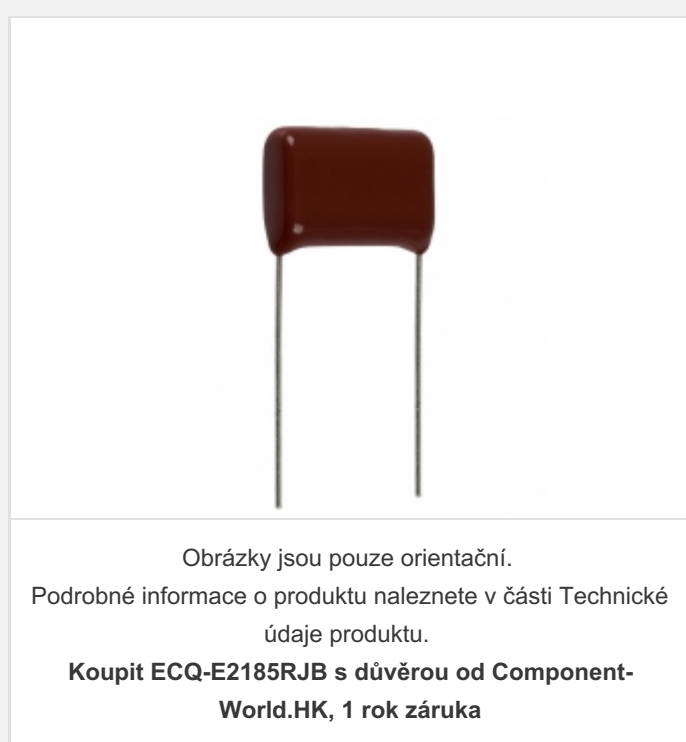 Obrázky jsou pouze orientační.
Podrobné informace o produktu naleznete v části Technické
údaje produktu.
Koupit ECQ-E2185RJB s důvěrou od Component-
World.HK, 1 rok záruka